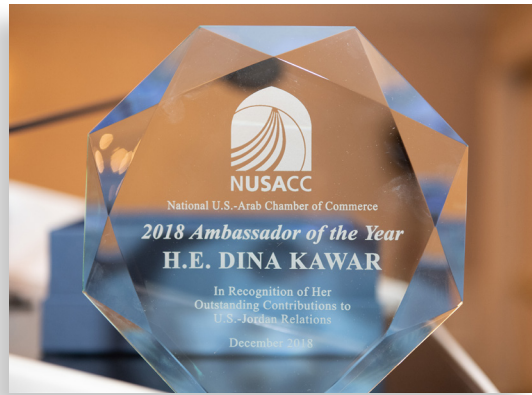 NUSACC
National U.S.-Arab Chamber of Commerce
2018 Ambassador of the Year
H.E. DINA KAWAR
In Recognition of Her
Outstanding Contributions to
U.S.-Jordan Relations
December 2018